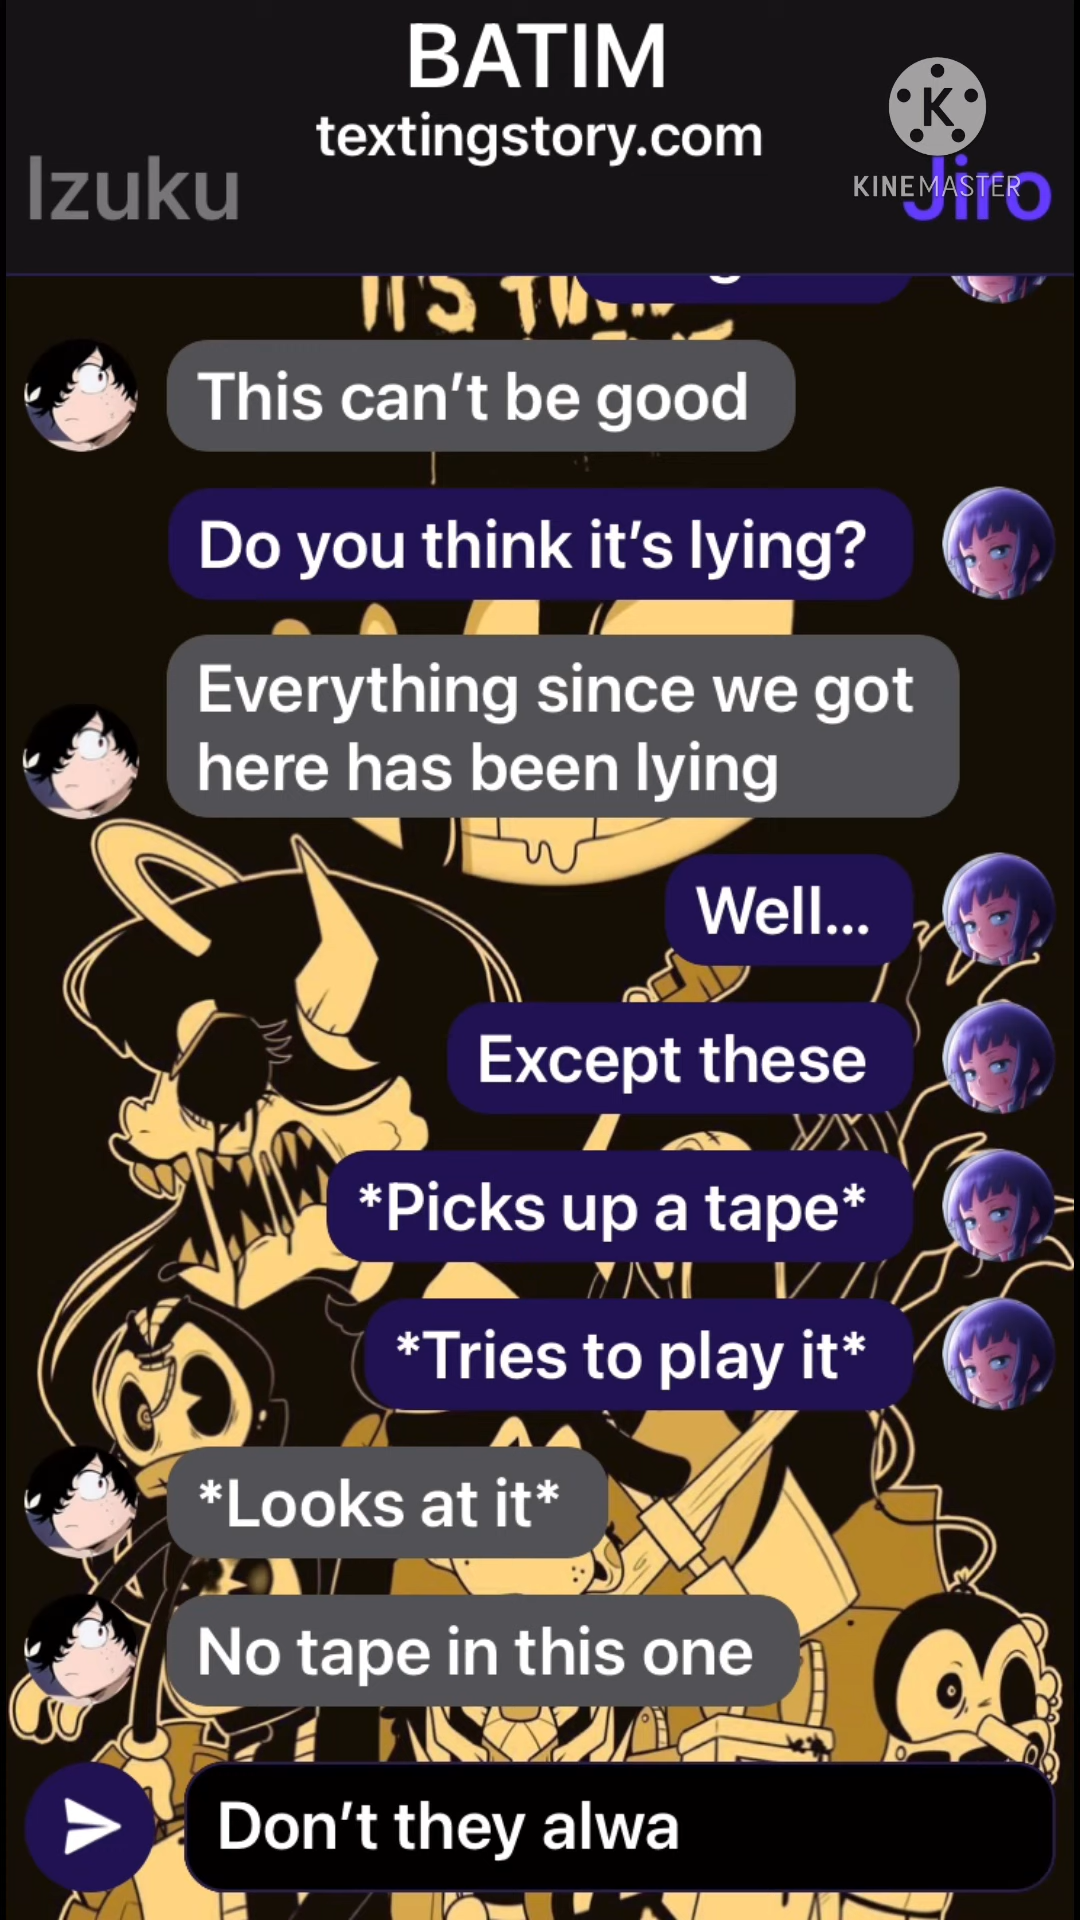 BATIM
textingstory.com
Izuku
Jiro
KINEMASTER
IT'S
This can’t be good
Do you think it’s lying?
Everything since we got
here has been lying
Well...
Except these
*Picks up a tape*
*Tries to play it*
*Looks at it*
No tape in this one
Don’t they alwa